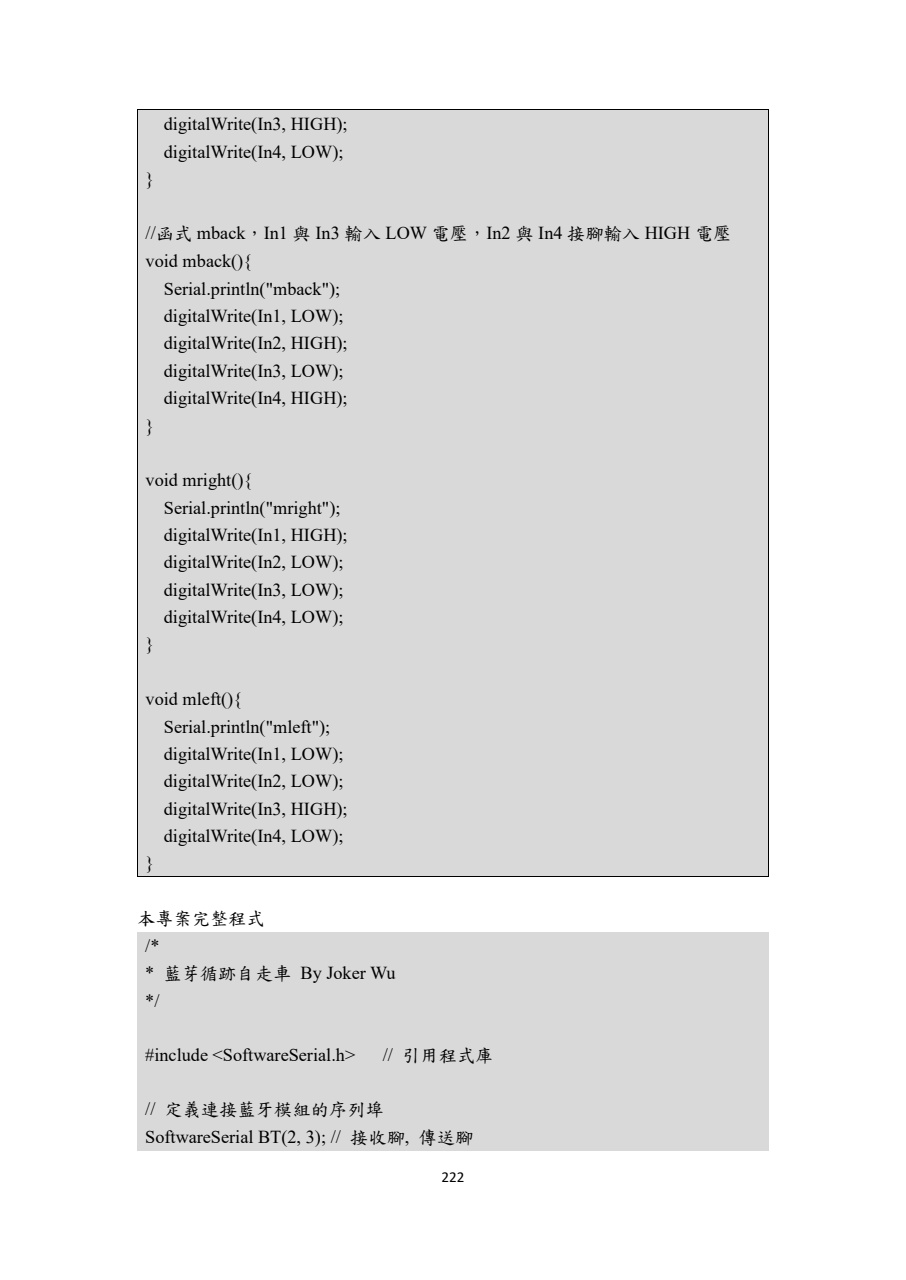 digitalWrite(In3, HIGH);
digitalWrite(In4, LOW);
}
//函式 mback，In1 與 In3 輸入 LOW 電壓，In2 與 In4 接腳輸入 HIGH 電壓
void mback(){
Serial.println("mback");
digitalWrite(In1, LOW);
digitalWrite(In2, HIGH);
digitalWrite(In3, LOW);
digitalWrite(In4, HIGH);
}
void mright(){
Serial.println("mright");
digitalWrite(In1, HIGH);
digitalWrite(In2, LOW);
digitalWrite(In3, LOW);
digitalWrite(In4, LOW);
}
void mleft(){
Serial.println("mleft");
digitalWrite(In1, LOW);
digitalWrite(In2, LOW);
digitalWrite(In3, HIGH);
digitalWrite(In4, LOW);
}
本專案完整程式
/*
* 藍芽循跡自走車 By Joker Wu
*/
#include <SoftwareSerial.h> // 引用程式庫
// 定義連接藍牙模組的序列埠
SoftwareSerial BT(2, 3); // 接收腳, 傳送腳
222